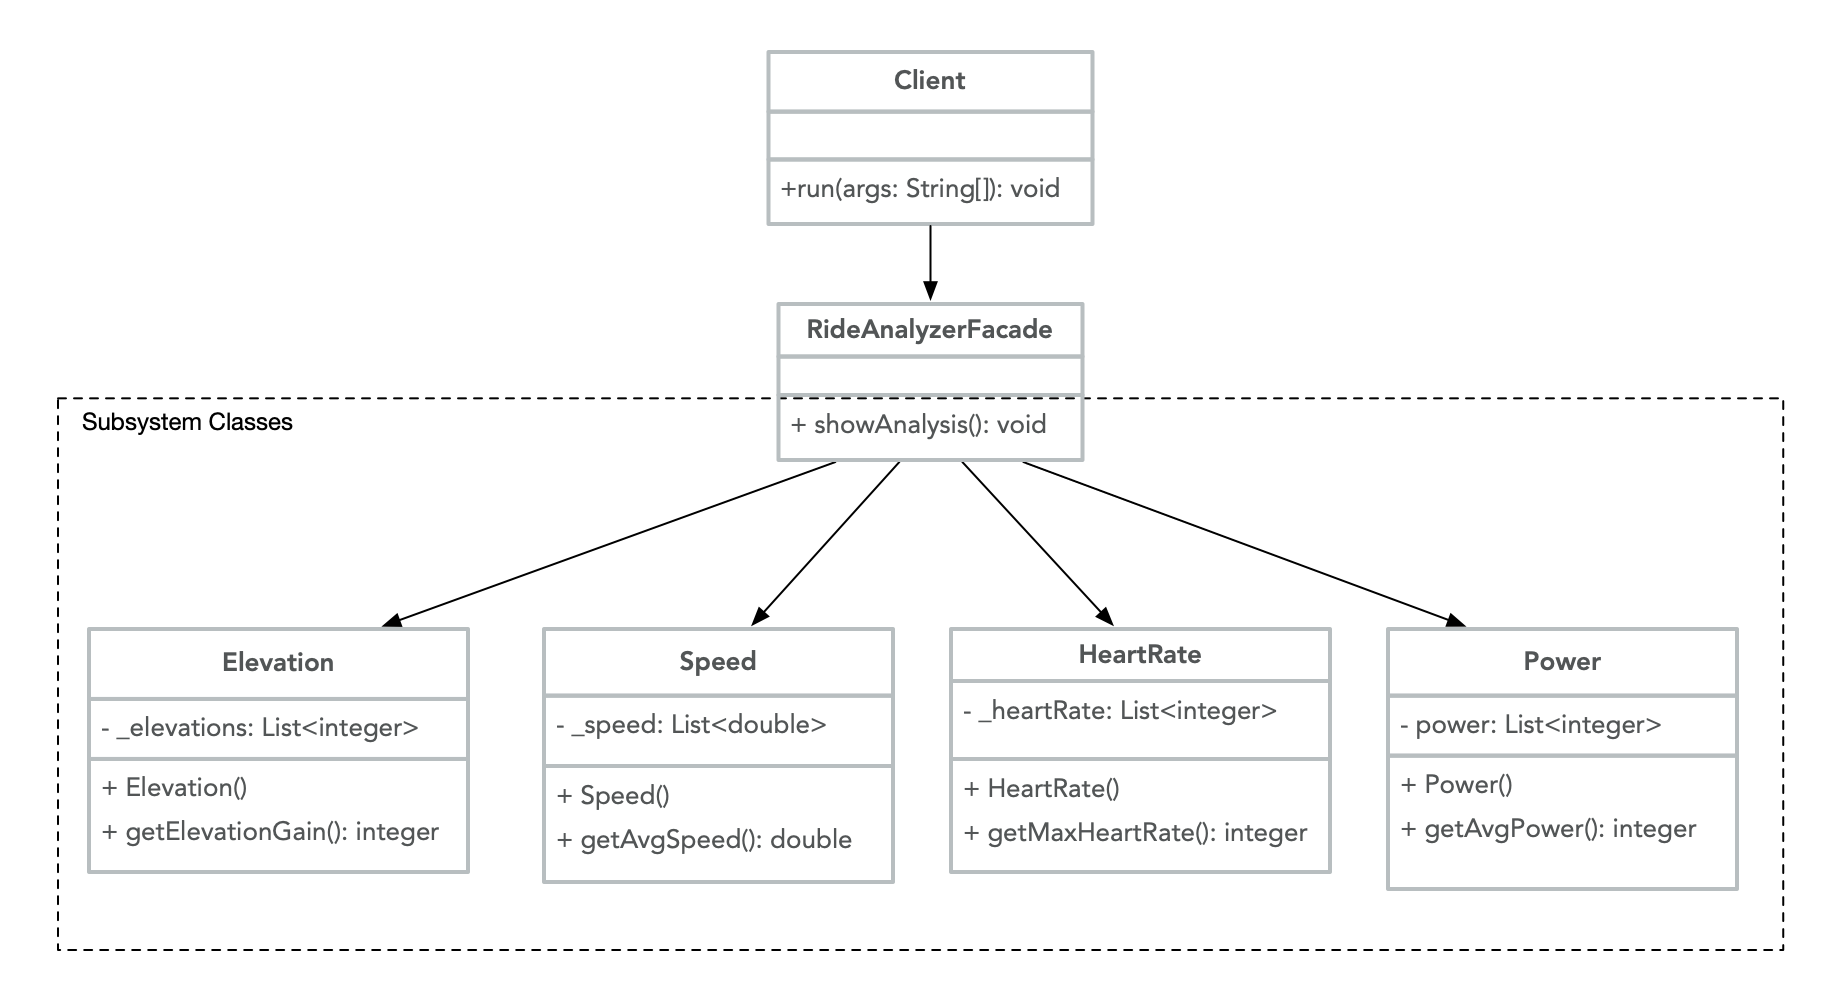 Client
+run(args: String[]): void
RideAnalyzerFacade
Subsystem Classes
+ showAnalysis(): void
Elevation
- _elevations: List<integer>
+ Elevation()
+ getElevationGain(): integer
Speed
- _speed: List<double>
+ Speed()
+ getAvgSpeed(): double
HeartRate
- _heartRate: List<integer>
+ HeartRate()
+ getMaxHeartRate(): integer
Power
- power: List<integer>
+ Power()
+ getAvgPower(): integer